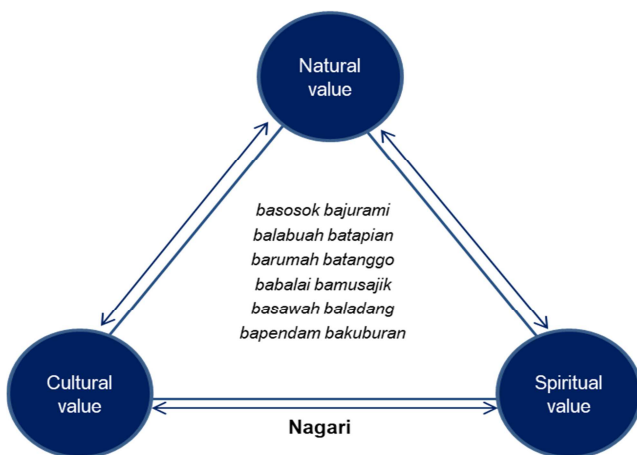 Natural
value
basosok bajurami
balabuah batapian
barumah batanggo
babalai bamusajik
basawah baladang
bapendam bakuburan
Cultural
value
Spiritual
value
Nagari